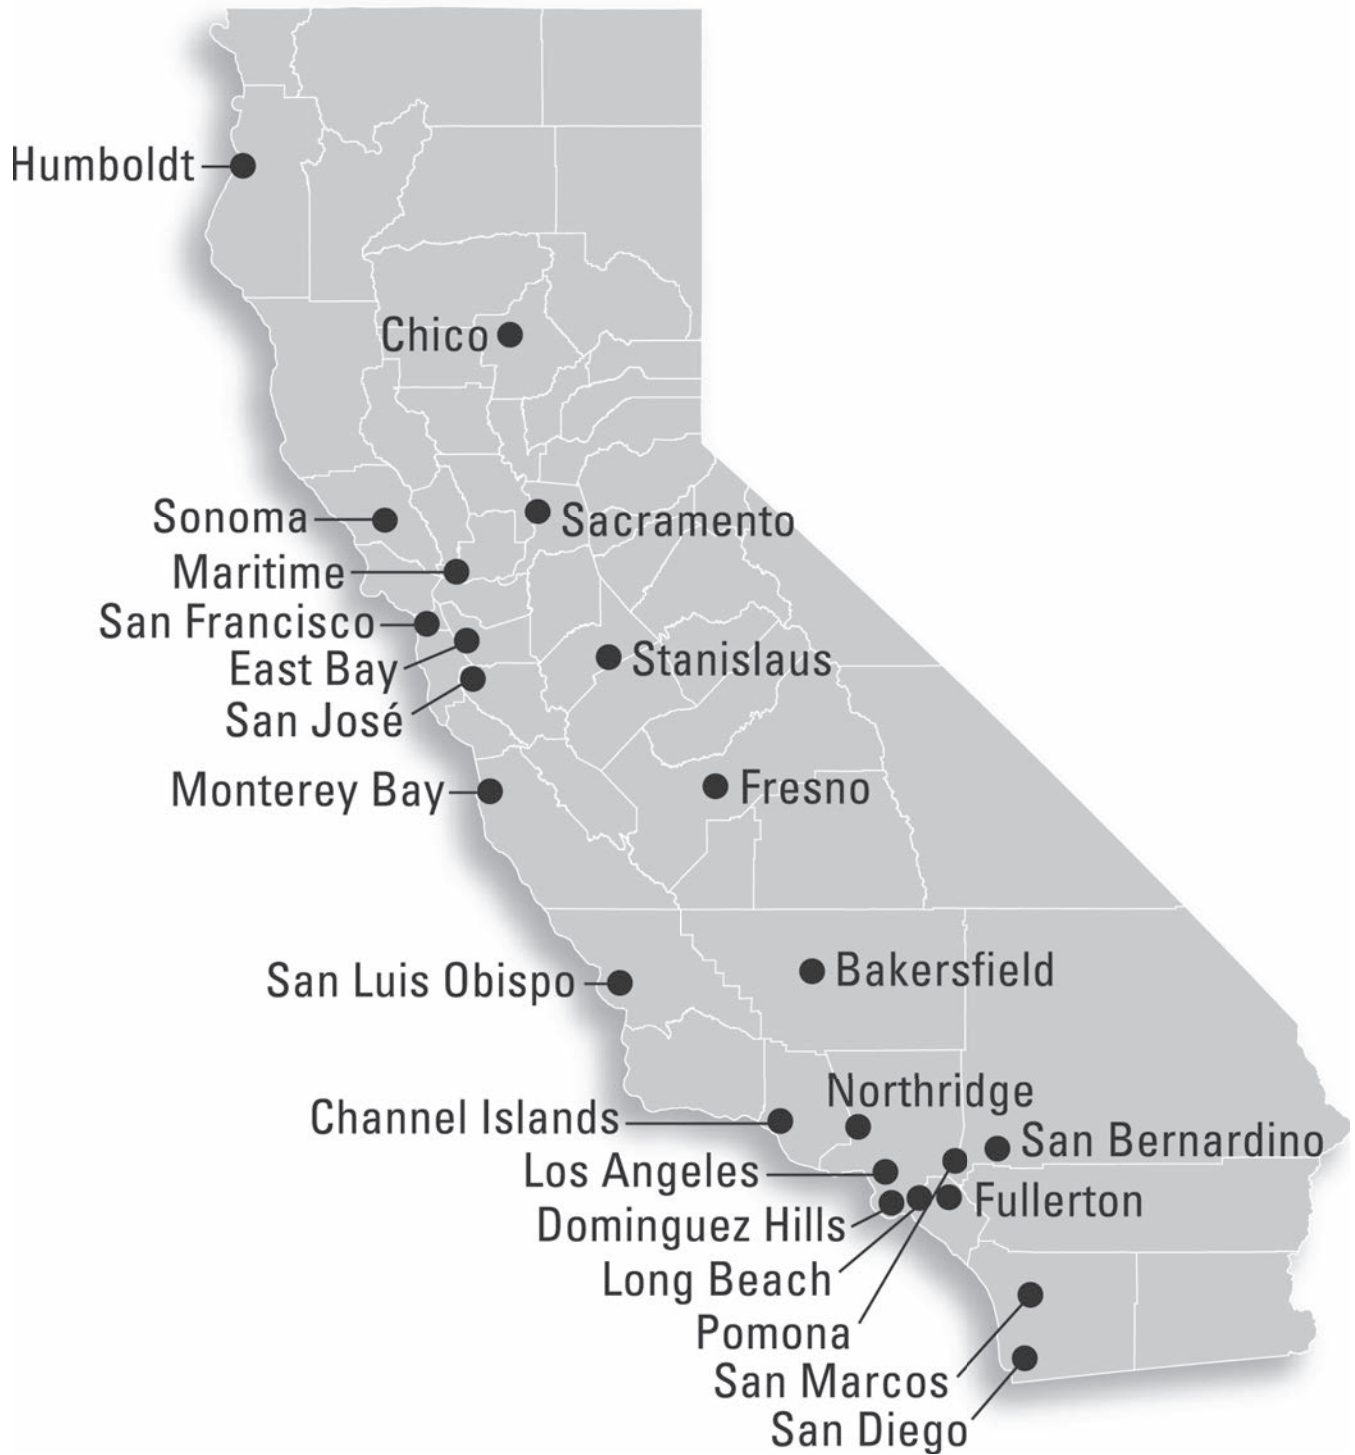 Humboldt
Chico
Sonoma
Sacramento
Maritime
San Francisco
East Bay
Stanislaus
San José
Monterey Bay
Fresno
San Luis Obispo
Bakersfield
Northridge
Channel Islands
San Bernardino
Los Angeles
Fullerton
Dominguez Hills
Long Beach
Pomona
San Marcos
San Diego